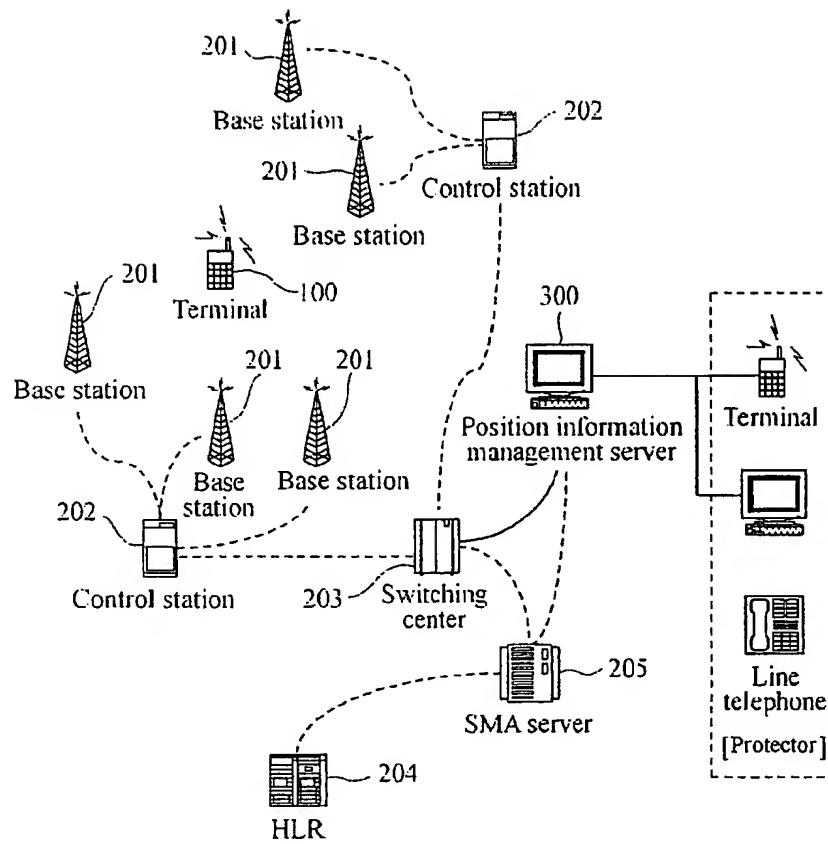 201
Base station
202
201
Control station
Base station
201
Terminal
100
300
Base station
201
201
Terminal
Position information
management server
Base
station
Base station
202
Control station
203
Switching
center
205
SMA server
Line
telephone
[Protector]
204
HLR